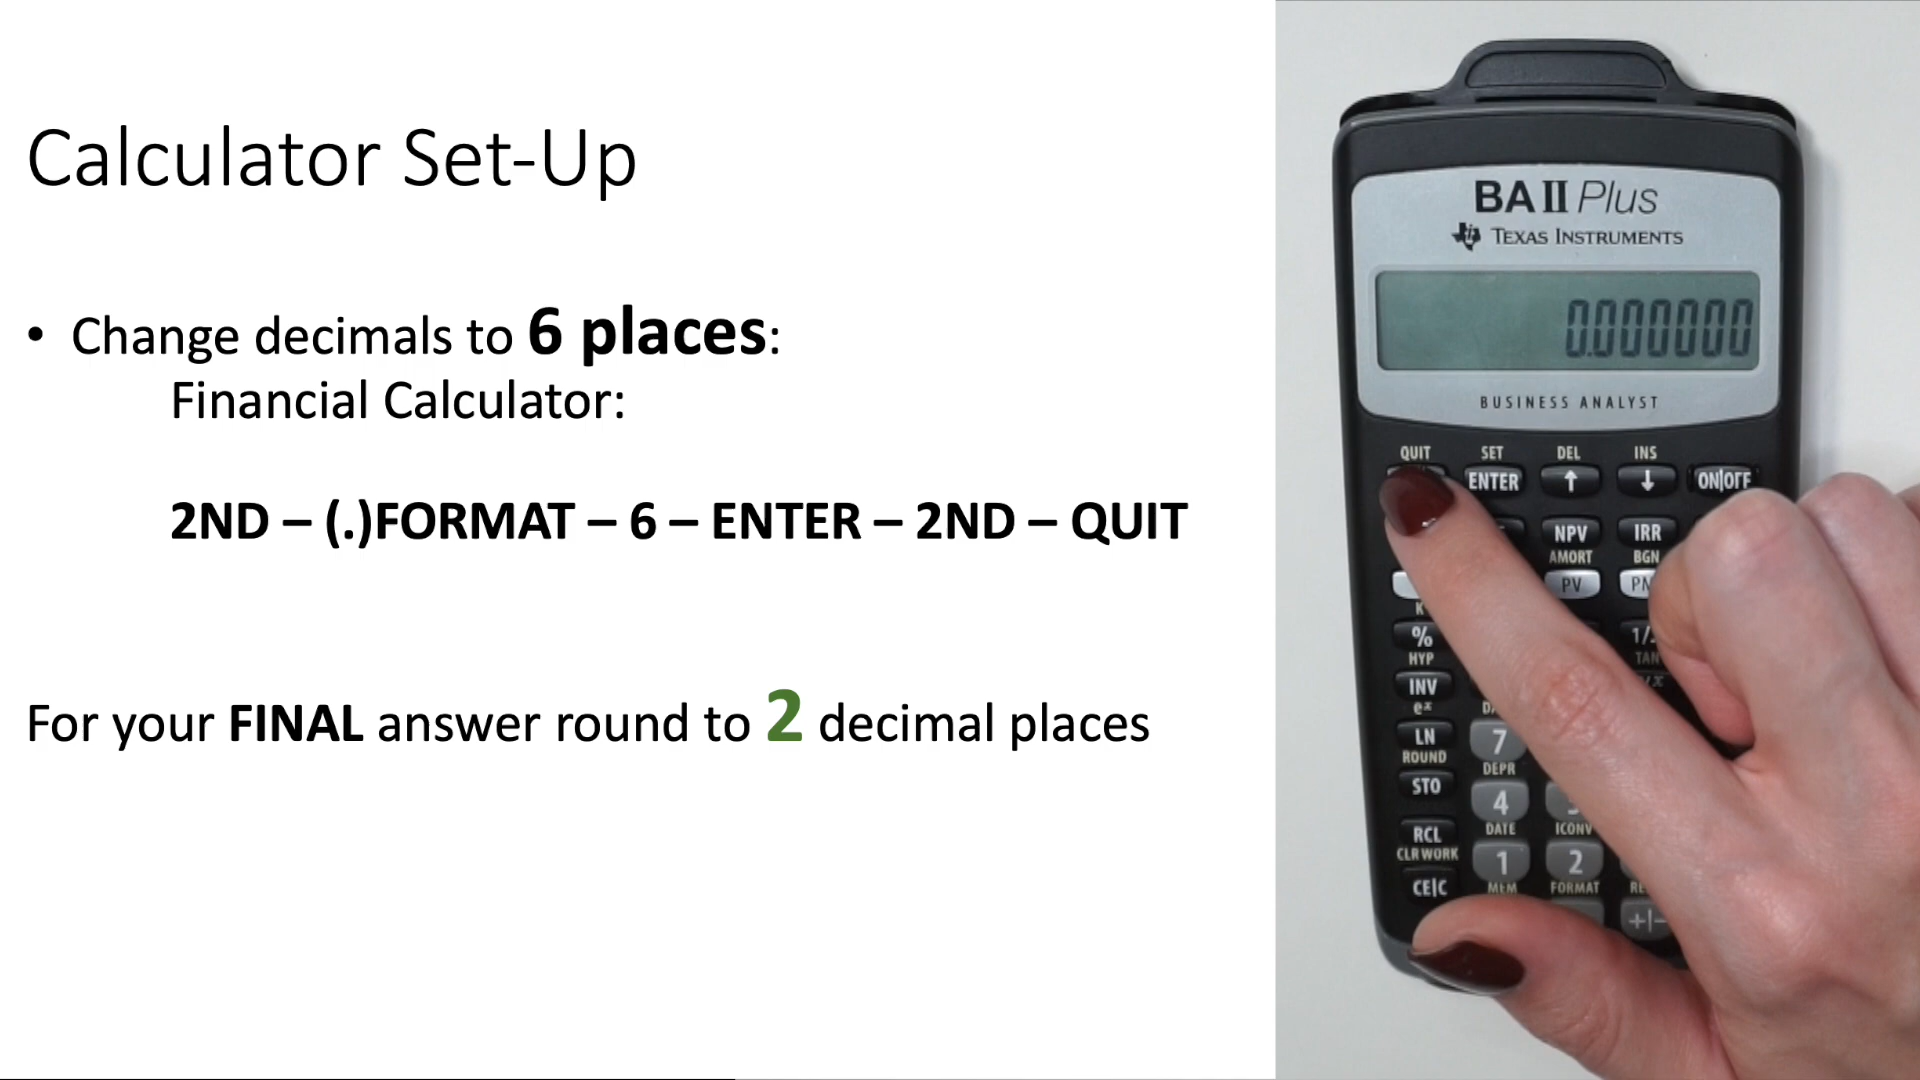 Calculator Set-Up
• Change decimals to 6 places:
Financial Calculator:
2ND – (.)FORMAT – 6 – ENTER – 2ND – QUIT
For your FINAL answer round to 2 decimal places
BA II Plus
TEXAS INSTRUMENTS
0.000000
BUSINESS ANALYST
QUIT SET DEL INS
ENTER ↑ ↓ ON|OFF
NPV IRR
AMORT BGN
PV
%
HYP TAN
INV
eˣ
LN 7
ROUND DEPR
STO 4
DATE ICONV
RCL
CLR WORK 1 2
CE|C MEM FORMAT
+|−